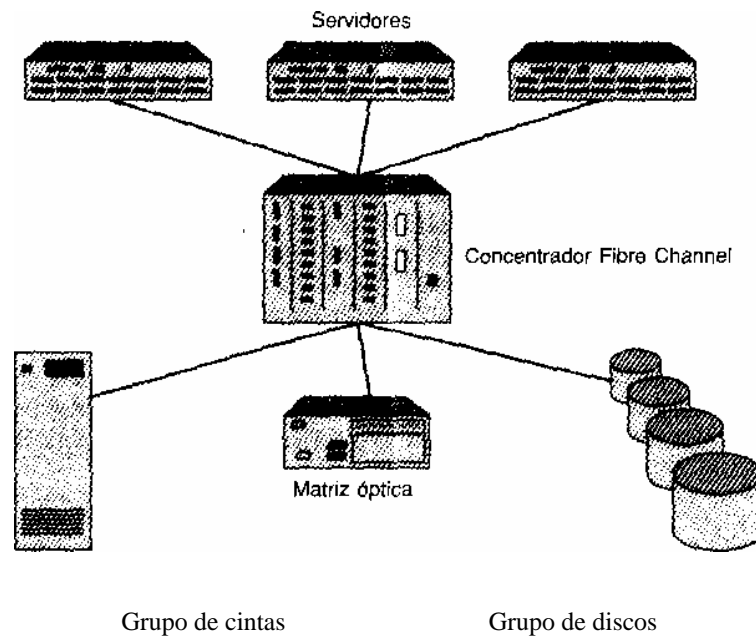 Servidores
Concentrador Fibre Channel
Matriz óptica
Grupo de cintas
Grupo de discos